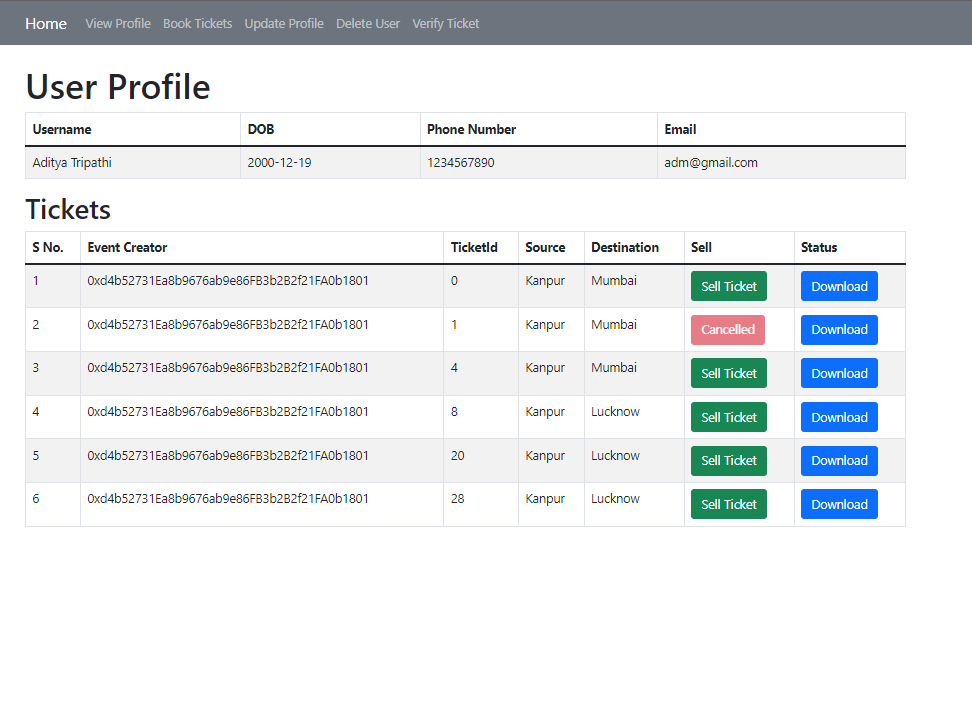 Home View Profile Book Tickets Update Profile Delete User Verify Ticket
User Profile
Username DOB Phone Number Email
Aditya Tripathi 2000-12-19 1234567890 adm@gmail.com
Tickets
S No. Event Creator TicketId Source Destination Sell Status
1 0xd4b52731Ea8b9676ab9e86FB3b2B2f21FA0b1801 0 Kanpur Mumbai Sell Ticket Download
2 0xd4b52731Ea8b9676ab9e86FB3b2B2f21FA0b1801 1 Kanpur Mumbai Cancelled Download
3 0xd4b52731Ea8b9676ab9e86FB3b2B2f21FA0b1801 4 Kanpur Mumbai Sell Ticket Download
4 0xd4b52731Ea8b9676ab9e86FB3b2B2f21FA0b1801 8 Kanpur Lucknow Sell Ticket Download
5 0xd4b52731Ea8b9676ab9e86FB3b2B2f21FA0b1801 20 Kanpur Lucknow Sell Ticket Download
6 0xd4b52731Ea8b9676ab9e86FB3b2B2f21FA0b1801 28 Kanpur Lucknow Sell Ticket Download